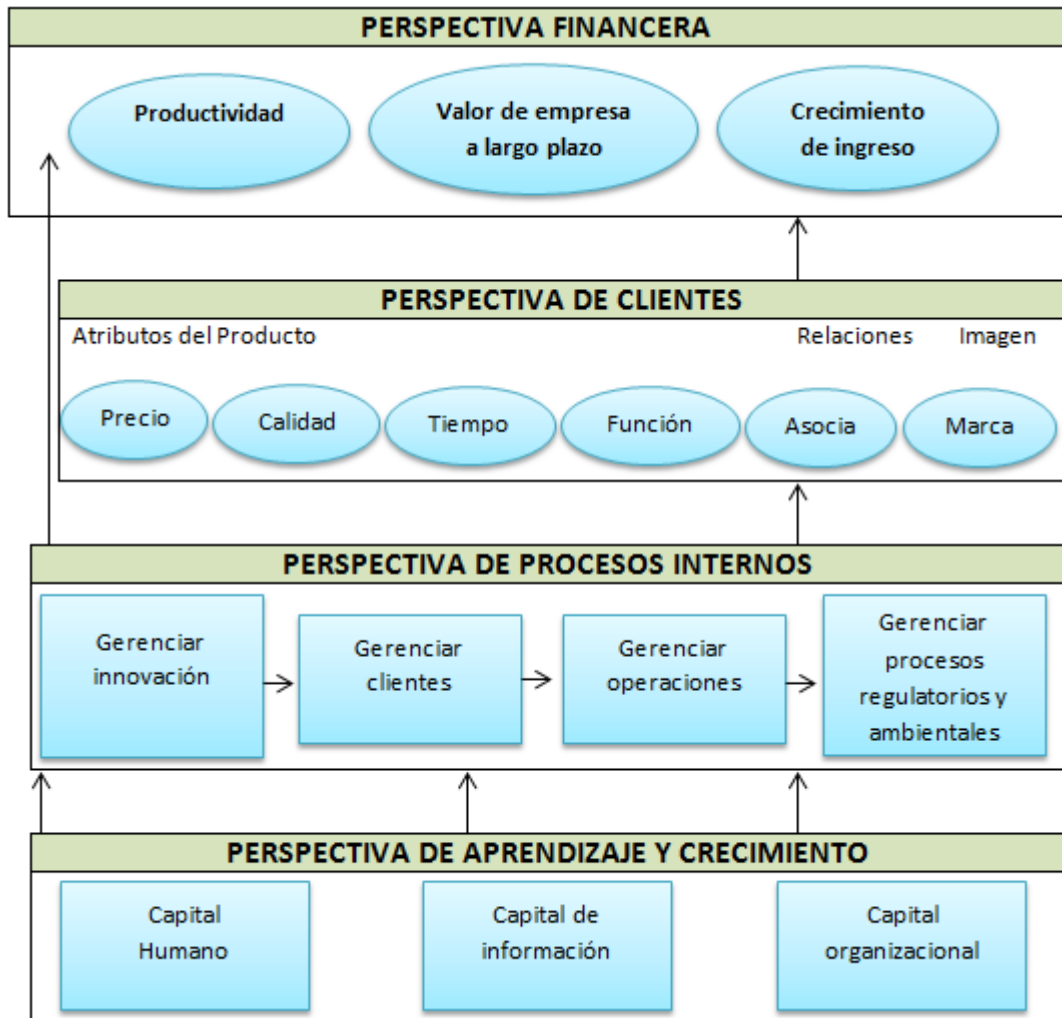 PERSPECTIVA FINANCERA
Productividad
Valor de empresa
a largo plazo
Crecimiento
de ingreso
PERSPECTIVA DE CLIENTES
Atributos del Producto
Relaciones
Imagen
Precio
Calidad
Tiempo
Función
Asocia
Marca
PERSPECTIVA DE PROCESOS INTERNOS
Gerenciar
innovación
Gerenciar
clientes
Gerenciar
operaciones
Gerenciar
procesos
regulatorios y
ambientales
PERSPECTIVA DE APRENDIZAJE Y CRECIMIENTO
Capital
Humano
Capital de
información
Capital
organizacional